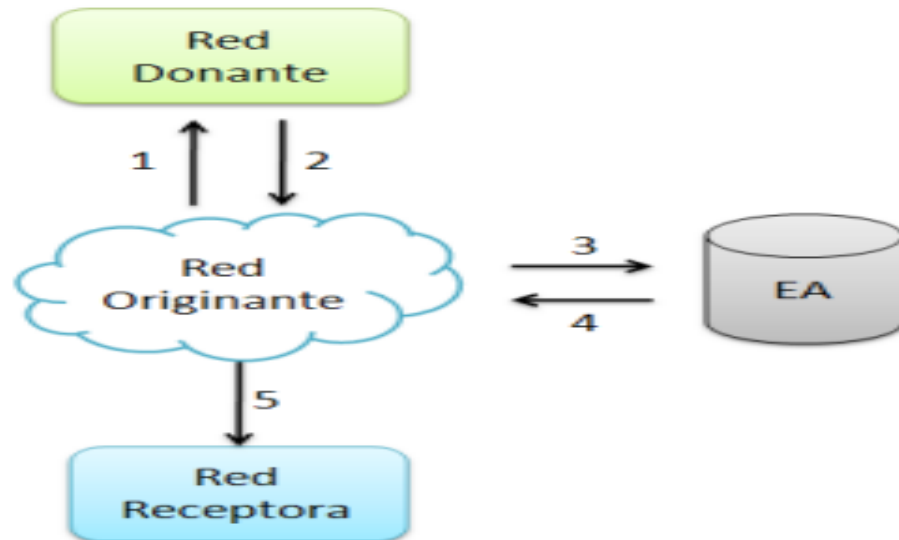 Red
Donante
1
2
Red
Originante
3
EA
4
5
Red
Receptora